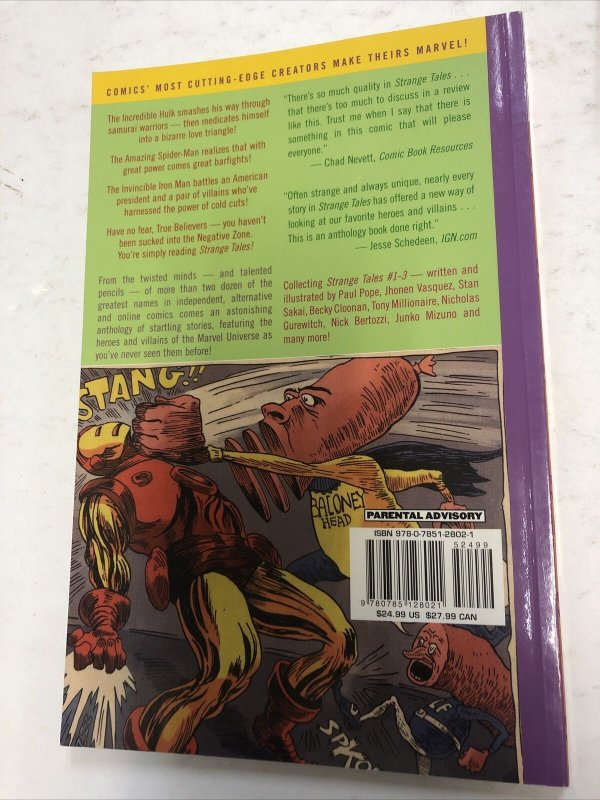 COMICS' MOST CUTTING-EDGE CREATORS MAKE THEIRS MARVEL!
The Incredible Hulk smashes his way through
samurai warriors — then medicates himself
into a bizarre love triangle!
The Amazing Spider-Man realizes that with
great power comes great barfights!
The Invincible Iron Man battles an American
president and a pair of villains who've
harnessed the power of cold cuts!
Have no fear, True Believers — you haven't
been sucked into the Negative Zone.
You're simply reading Strange Tales!
From the twisted minds — and talented
pencils — of more than two dozen of the
greatest names in independent, alternative
and online comics comes an astonishing
anthology of startling stories, featuring the
heroes and villains of the Marvel Universe as
you've never seen them before!
"There's so much quality in Strange Tales . . .
that there's too much to discuss in a review
like this. Trust me when I say that there is
something in this comic that will please
everyone."
— Chad Nevett, Comic Book Resources
"Often strange and always unique, nearly every
story in Strange Tales has offered a new way of
looking at our favorite heroes and villains . . .
This is an anthology book done right."
— Jesse Schedeen, IGN.com
Collecting Strange Tales #1-3 — written and
illustrated by Paul Pope, Jhonen Vasquez, Stan
Sakai, Becky Cloonan, Tony Millionaire, Nicholas
Gurewitch, Nick Bertozzi, Junko Mizuno and
many more!
STANG!!
BALONEY
HEAD
PARENTAL ADVISORY
ISBN 978-0-7851-2802-1
52499
9 780785 128021
$24.99 US $27.99 CAN